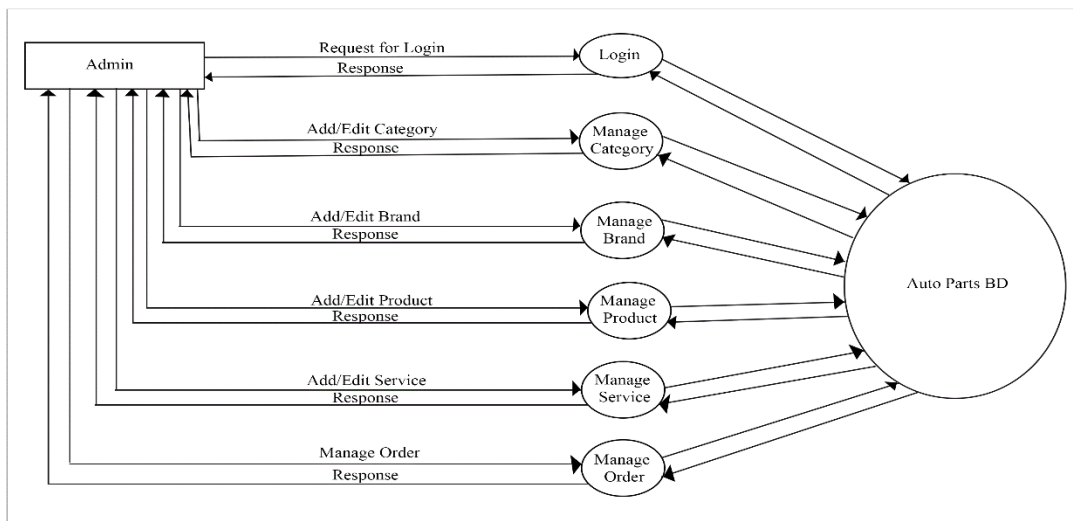 Admin
Request for Login
Response
Login
Add/Edit Category
Response
Manage
Category
Add/Edit Brand
Response
Manage
Brand
Auto Parts BD
Add/Edit Product
Response
Manage
Product
Add/Edit Service
Response
Manage
Service
Manage Order
Response
Manage
Order